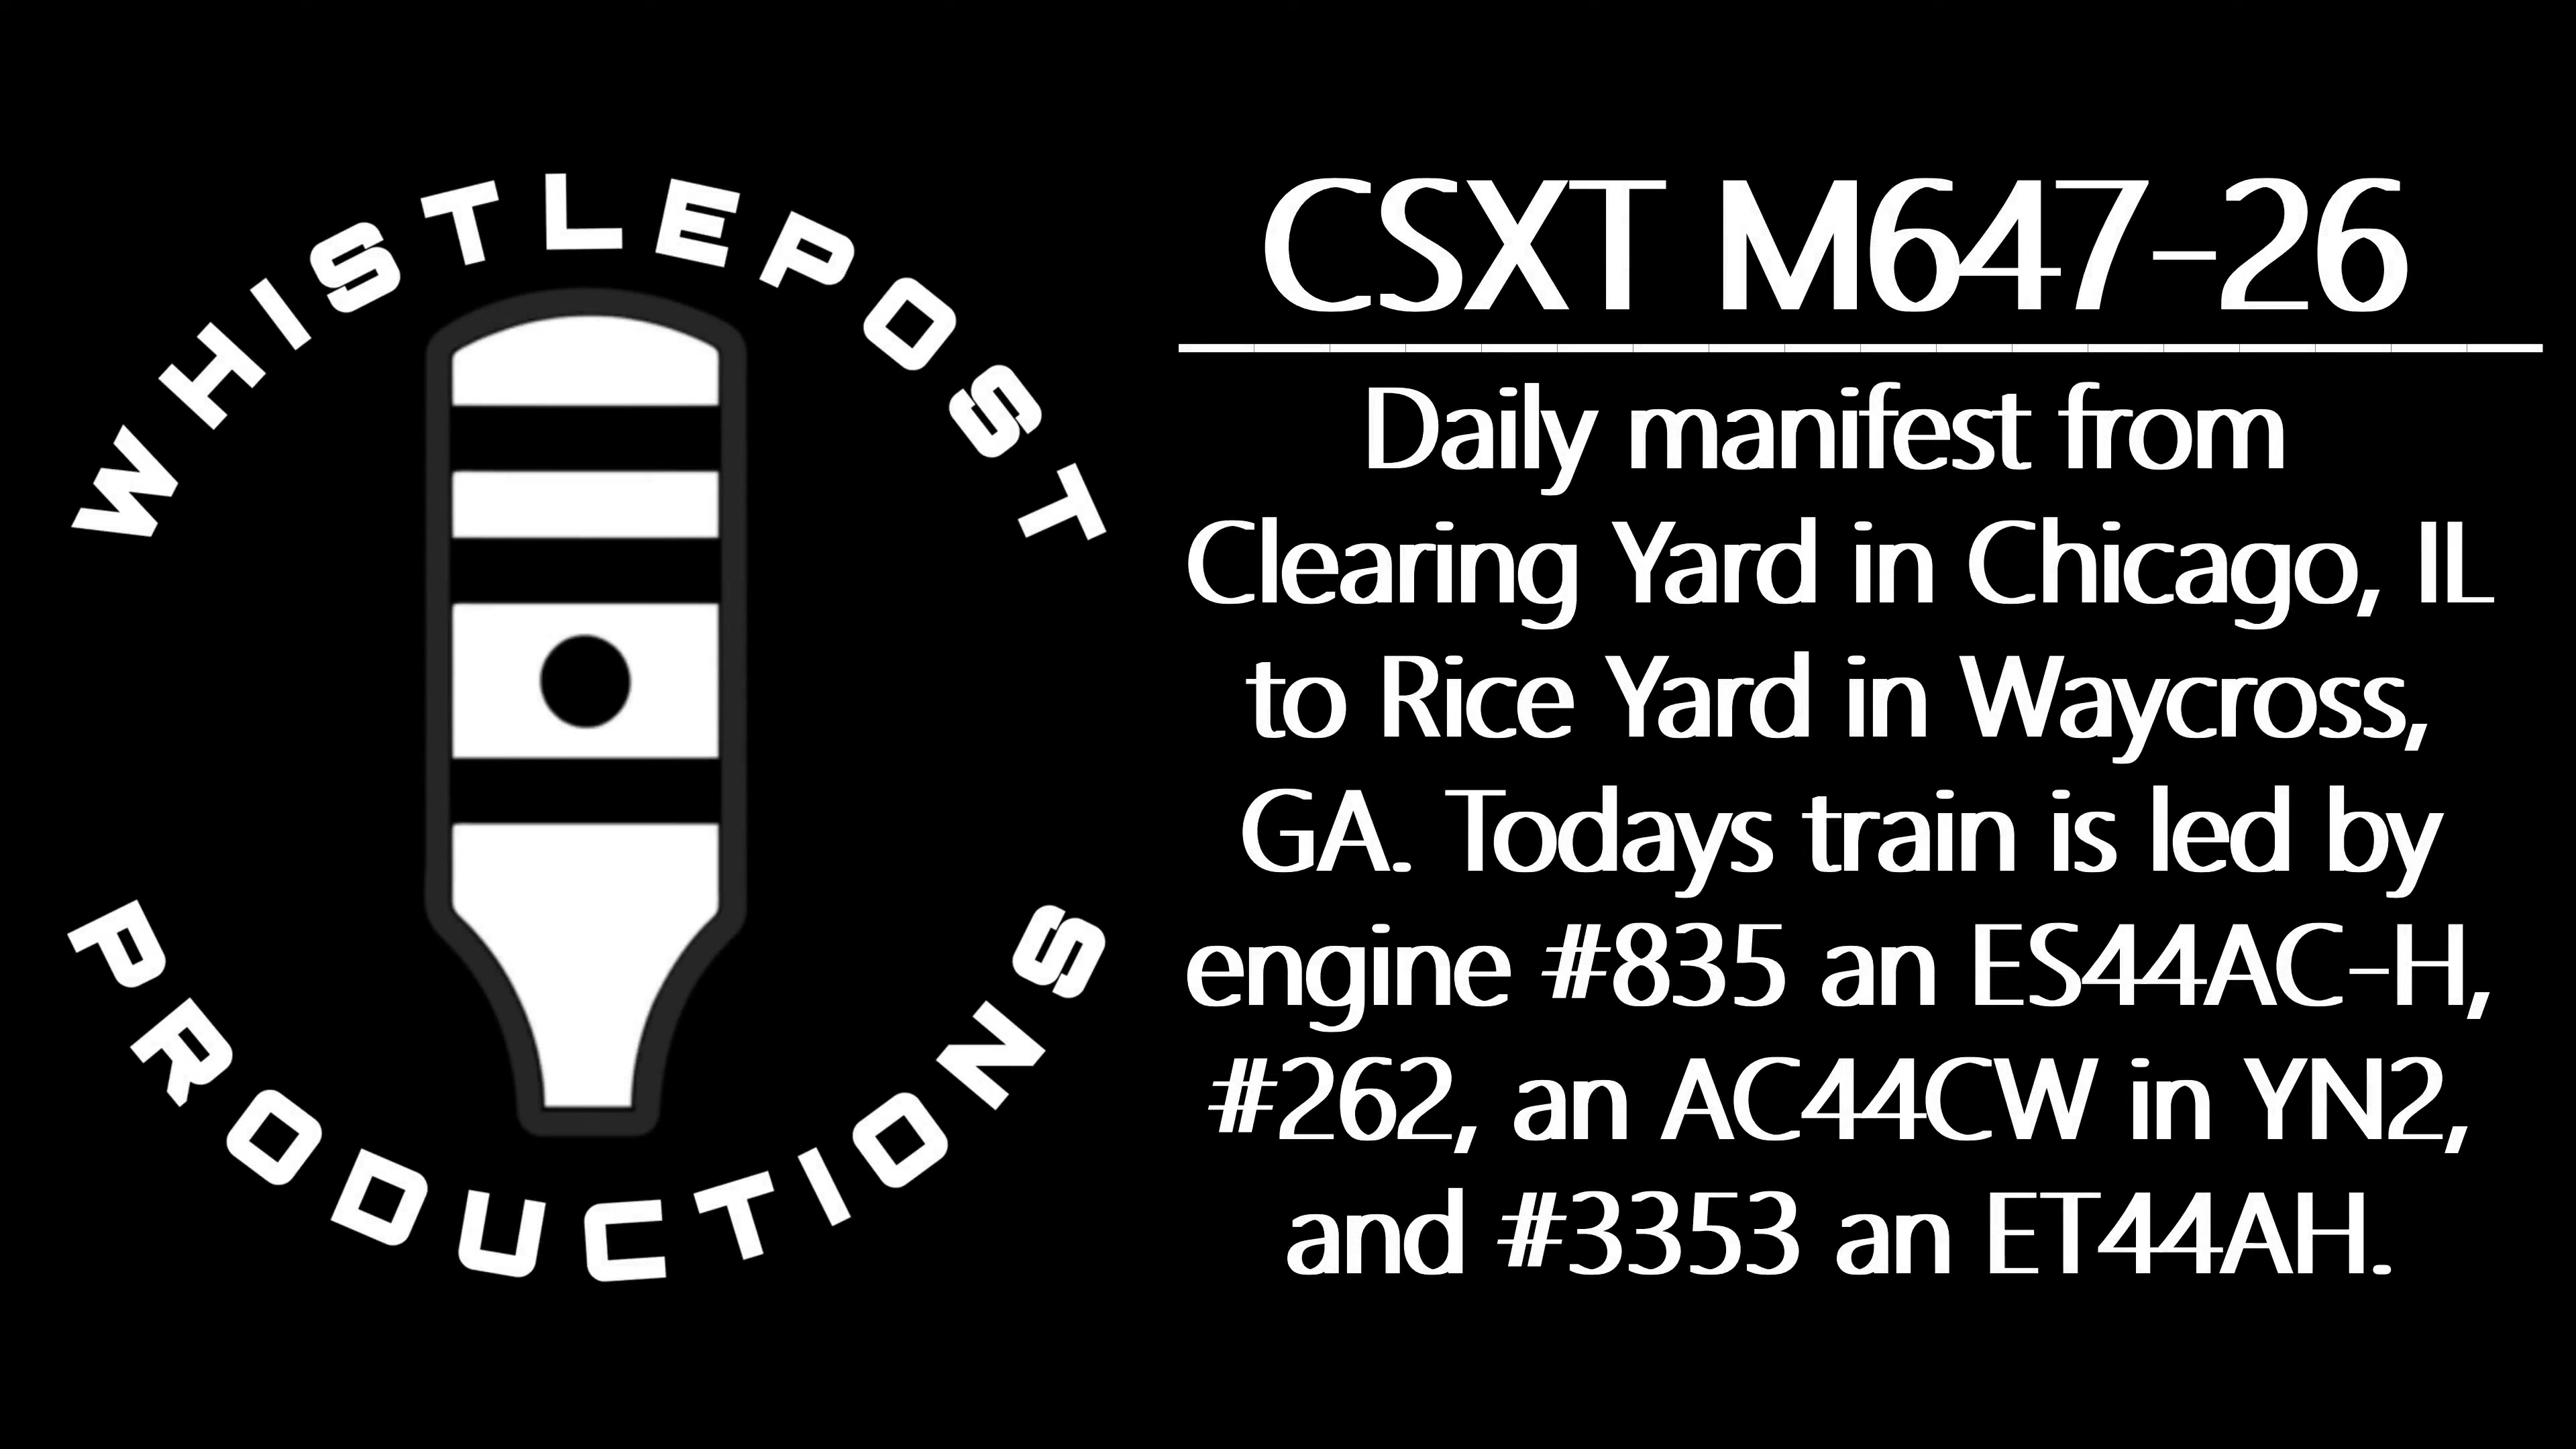 WHISTLEPOST
PRODUCTIONS
CSXT M647-26
Daily manifest from
Clearing Yard in Chicago, IL
to Rice Yard in Waycross,
GA. Todays train is led by
engine #835 an ES44AC-H,
#262, an AC44CW in YN2,
and #3353 an ET44AH.